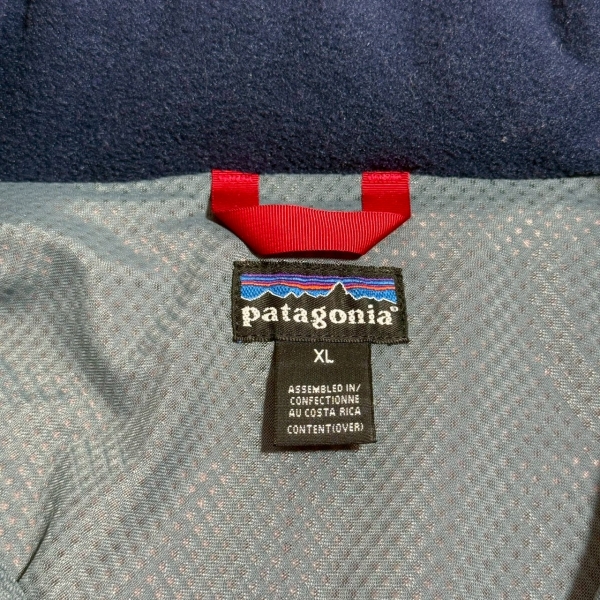 patagonia®
XL
ASSEMBLED IN/
CONFECTIONNE
AU COSTA RICA
CONTENT(OVER)